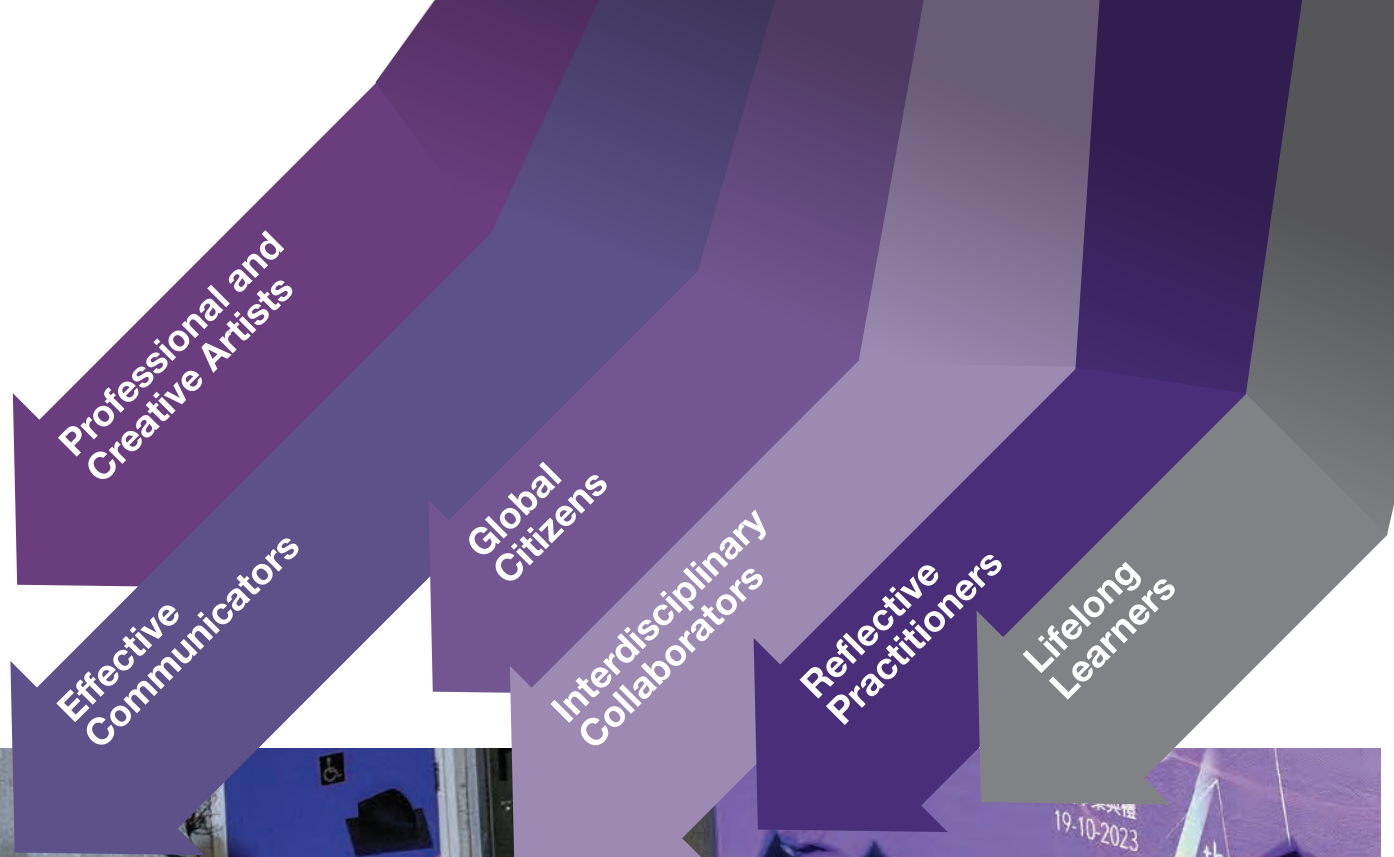 Professional and
Creative Artists
Effective
Communicators
Global
Citizens
Interdisciplinary
Collaborators
Reflective
Practitioners
Lifelong
Learners
19-10-2023